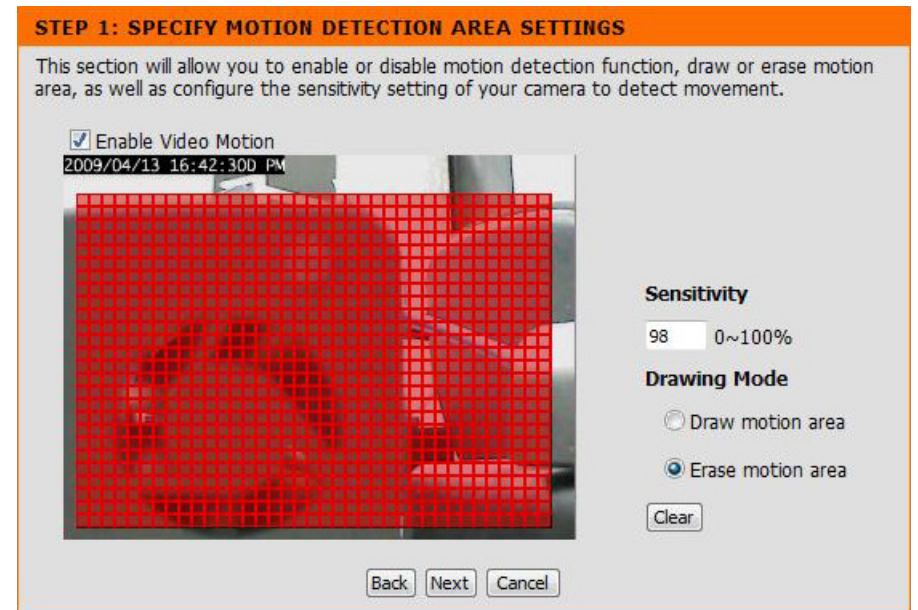 STEP 1: SPECIFY MOTION DETECTION AREA SETTINGS
This section will allow you to enable or disable motion detection function, draw or erase motion
area, as well as configure the sensitivity setting of your camera to detect movement.
Enable Video Motion
2009/04/13 16:42:30D PM
Sensitivity
98 0~100%
Drawing Mode
Draw motion area
Erase motion area
Clear
Back Next Cancel